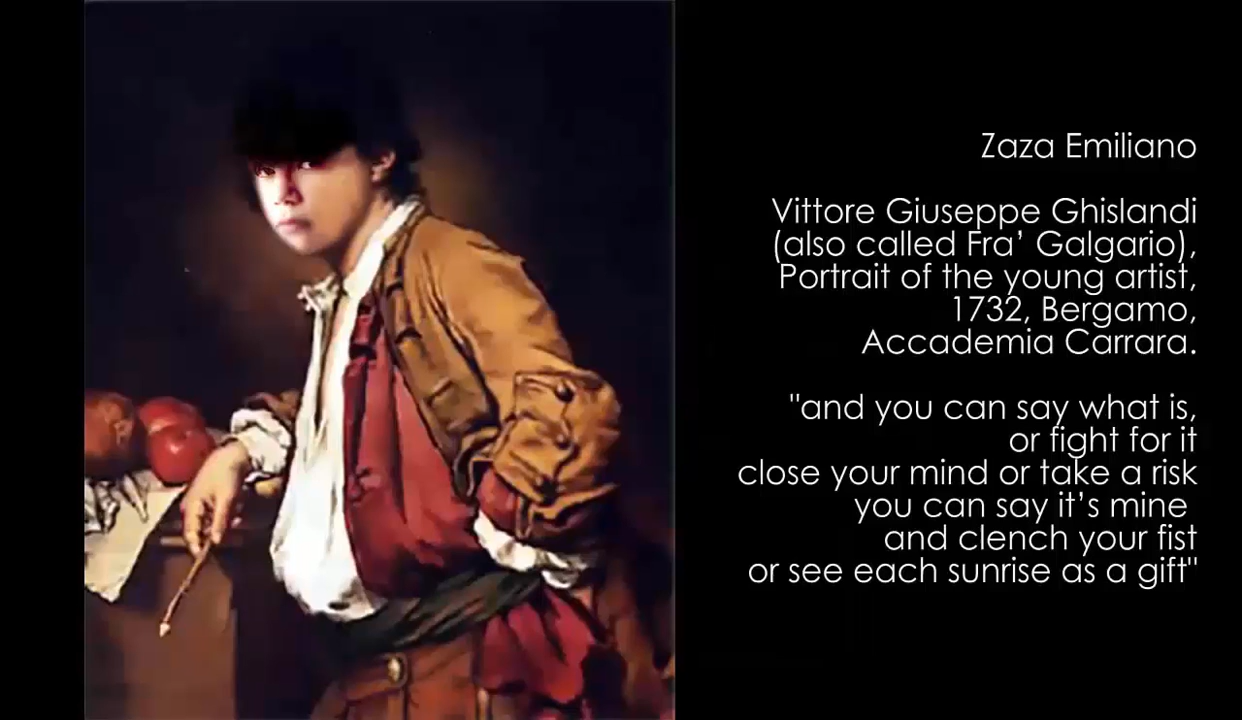 Zaza Emiliano
Vittore Giuseppe Ghislandi
(also called Fra’ Galgario),
Portrait of the young artist,
1732, Bergamo,
Accademia Carrara.
"and you can say what is,
or fight for it
close your mind or take a risk
you can say it’s mine
and clench your fist
or see each sunrise as a gift"